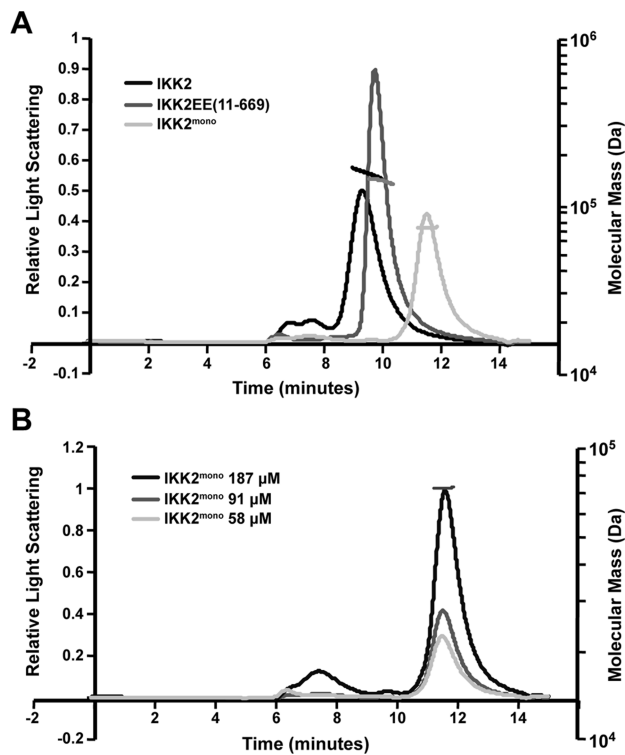 A
1
0.9
0.8
0.7
0.6
0.5
0.4
0.3
0.2
0.1
-0.1
Relative Light Scattering
IKK2
IKK2EE(11-669)
IKK2ᵐᵒⁿᵒ
10⁶
10⁵
10⁴
Molecular Mass (Da)
-2 2 4 6 8 10 12 14
Time (minutes)
B
1.2
1
0.8
0.6
0.4
0.2
-0.2
Relative Light Scattering
IKK2ᵐᵒⁿᵒ 187 µM
IKK2ᵐᵒⁿᵒ 91 µM
IKK2ᵐᵒⁿᵒ 58 µM
10⁵
10⁴
Molecular Mass (Da)
-2 2 4 6 8 10 12 14
Time (minutes)